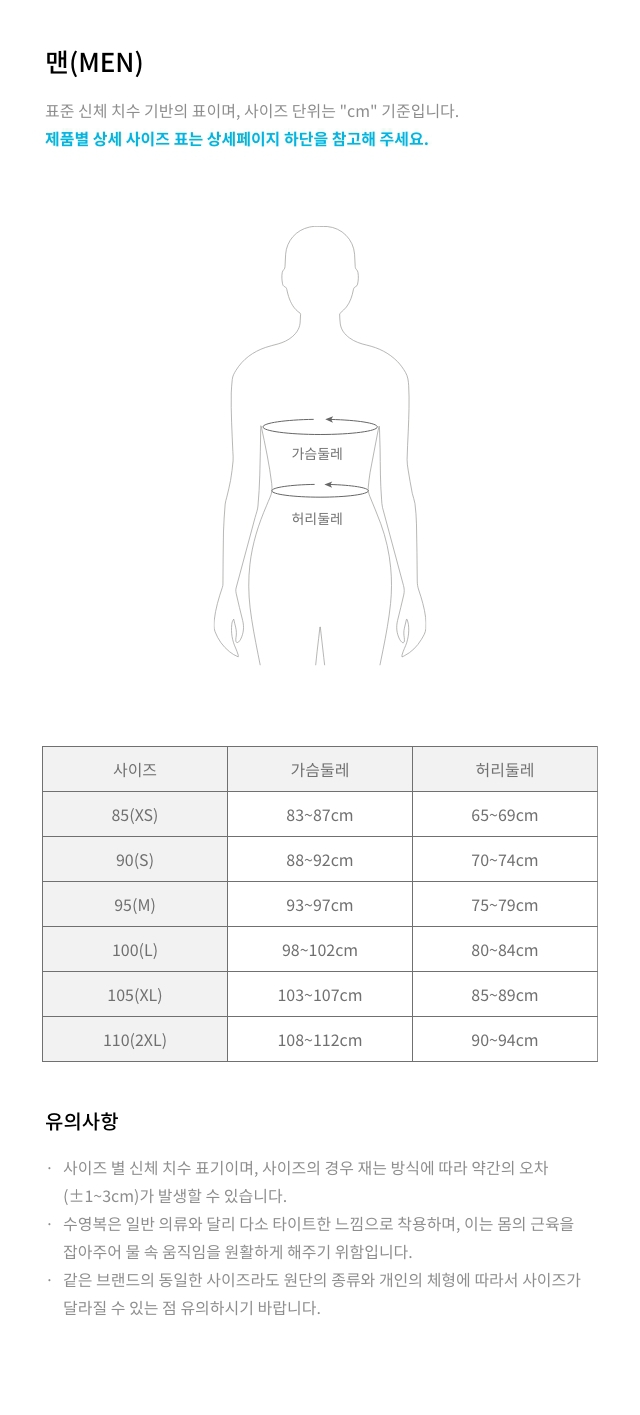 맨(MEN)
표준 신체 치수 기반의 표이며, 사이즈 단위는 "cm" 기준입니다.
제품별 상세 사이즈 표는 상세페이지 하단을 참고해 주세요.
가슴둘레
허리둘레
사이즈 가슴둘레 허리둘레
85(XS) 83~87cm 65~69cm
90(S) 88~92cm 70~74cm
95(M) 93~97cm 75~79cm
100(L) 98~102cm 80~84cm
105(XL) 103~107cm 85~89cm
110(2XL) 108~112cm 90~94cm
유의사항
· 사이즈 별 신체 치수 표기이며, 사이즈의 경우 재는 방식에 따라 약간의 오차
(±1~3cm)가 발생할 수 있습니다.
· 수영복은 일반 의류와 달리 다소 타이트한 느낌으로 착용하며, 이는 몸의 근육을
잡아주어 물 속 움직임을 원활하게 해주기 위함입니다.
· 같은 브랜드의 동일한 사이즈라도 원단의 종류와 개인의 체형에 따라서 사이즈가
달라질 수 있는 점 유의하시기 바랍니다.